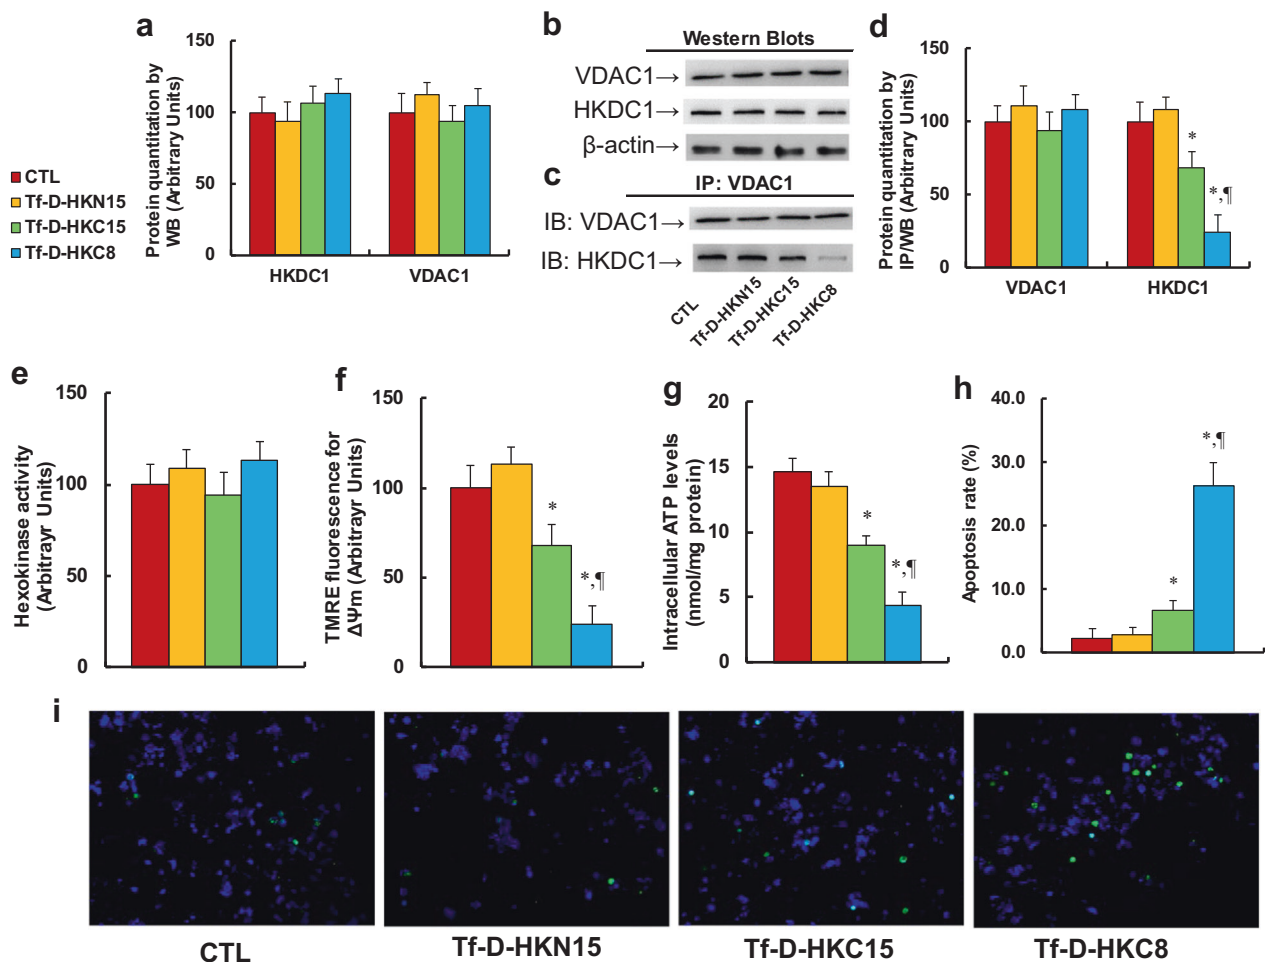 a
150
100
50
0
Protein quantitation by
WB (Arbitrary Units)
HKDC1
VDAC1
CTL
Tf-D-HKN15
Tf-D-HKC15
Tf-D-HKC8
b
Western Blots
VDAC1→
HKDC1→
β-actin→
c
IP: VDAC1
IB: VDAC1→
IB: HKDC1→
CTL
Tf-D-HKN15
Tf-D-HKC15
Tf-D-HKC8
d
150
100
50
0
Protein quantitation by
IP/WB (Arbitrary Units)
*
*,¶
VDAC1
HKDC1
e
150
100
50
0
Hexokinase activity
(Arbitrayr Units)
f
150
100
50
0
TMRE fluorescence for
ΔΨm (Arbitrayr Units)
*
*,¶
g
20
15
10
5
0
Intracellular ATP levels
(nmol/mg protein)
*
*,¶
h
40.0
30.0
20.0
10.0
0.0
Apoptosis rate (%)
*
*,¶
i
CTL
Tf-D-HKN15
Tf-D-HKC15
Tf-D-HKC8